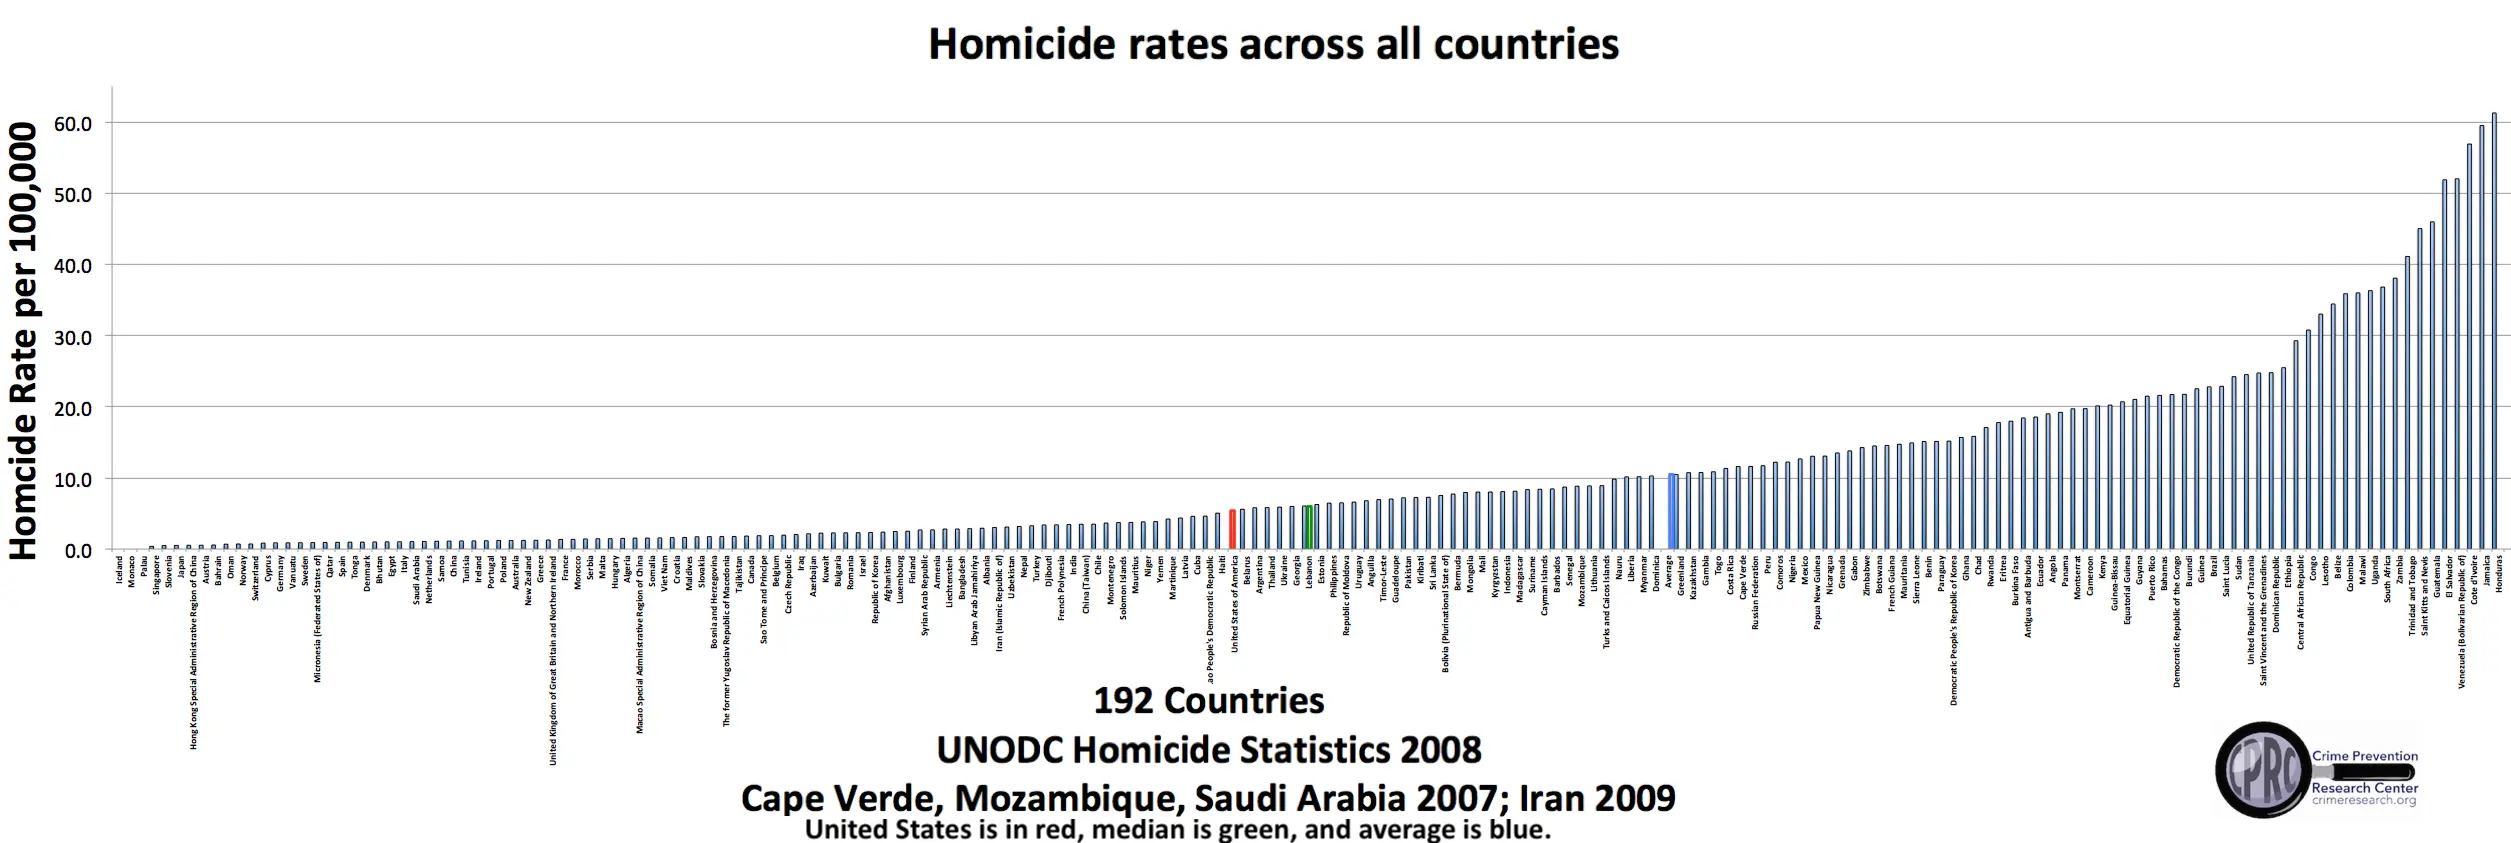 Homicide rates across all countries
Homcide Rate per 100,000
60.0
50.0
40.0
30.0
20.0
10.0
0.0
Iceland
Monaco
Palau
Singapore
Slovenia
Japan
Hong Kong Special Administrative Region of China
Austria
Bahrain
Oman
Norway
Switzerland
Cyprus
Germany
Vanuatu
Sweden
Micronesia (Federated States of)
Qatar
Spain
Tonga
Denmark
Bhutan
Egypt
Italy
Saudi Arabia
Netherlands
Samoa
China
Tunisia
Ireland
Portugal
Poland
Australia
New Zealand
Greece
United Kingdom of Great Britain and Northern Ireland
France
Morocco
Serbia
Malta
Hungary
Algeria
Macao Special Administrative Region of China
Somalia
Viet Nam
Croatia
Maldives
Slovakia
Bosnia and Herzegovina
The former Yugoslav Republic of Macedonia
Tajikistan
Canada
Sao Tome and Principe
Belgium
Czech Republic
Iraq
Azerbaijan
Kuwait
Bulgaria
Romania
Israel
Republic of Korea
Afghanistan
Luxembourg
Finland
Syrian Arab Republic
Armenia
Liechtenstein
Bangladesh
Libyan Arab Jamahiriya
Albania
Iran (Islamic Republic of)
Uzbekistan
Nepal
Turkey
Djibouti
French Polynesia
India
China (Taiwan)
Chile
Montenegro
Solomon Islands
Mauritius
Niger
Yemen
Martinique
Latvia
Cuba
ao People's Democratic Republic
Haiti
United States of America
Belarus
Argentina
Thailand
Ukraine
Georgia
Lebanon
Estonia
Philippines
Republic of Moldova
Uruguay
Anguilla
Timor-Leste
Guadeloupe
Pakistan
Kiribati
Sri Lanka
Bolivia (Plurinational State of)
Bermuda
Mongolia
Mali
Kyrgyzstan
Indonesia
Madagascar
Suriname
Cayman Islands
Barbados
Senegal
Mozambique
Lithuania
Turks and Caicos Islands
Nauru
Liberia
Myanmar
Dominica
Average
Greenland
Kazakhstan
Gambia
Togo
Costa Rica
Cape Verde
Russian Federation
Peru
Comoros
Nigeria
Mexico
Papua New Guinea
Nicaragua
Grenada
Gabon
Zimbabwe
Botswana
French Guiana
Mauritania
Sierra Leone
Benin
Paraguay
Democratic People's Republic of Korea
Ghana
Chad
Rwanda
Eritrea
Burkina Faso
Antigua and Barbuda
Ecuador
Angola
Panama
Montserrat
Cameroon
Kenya
Guinea-Bissau
Equatorial Guinea
Guyana
Puerto Rico
Bahamas
Democratic Republic of the Congo
Burundi
Guinea
Brazil
Saint Lucia
Sudan
United Republic of Tanzania
Saint Vincent and the Grenadines
Dominican Republic
Ethiopia
Central African Republic
Congo
Lesotho
Belize
Colombia
Malawi
Uganda
South Africa
Zambia
Trinidad and Tobago
Saint Kitts and Nevis
Guatemala
El Salvador
Venezuela (Bolivarian Republic of)
Cote d'Ivoire
Jamaica
Honduras
192 Countries
UNODC Homicide Statistics 2008
Cape Verde, Mozambique, Saudi Arabia 2007; Iran 2009
United States is in red, median is green, and average is blue.
CPRC
Crime Prevention
Research Center
crimeresearch.org